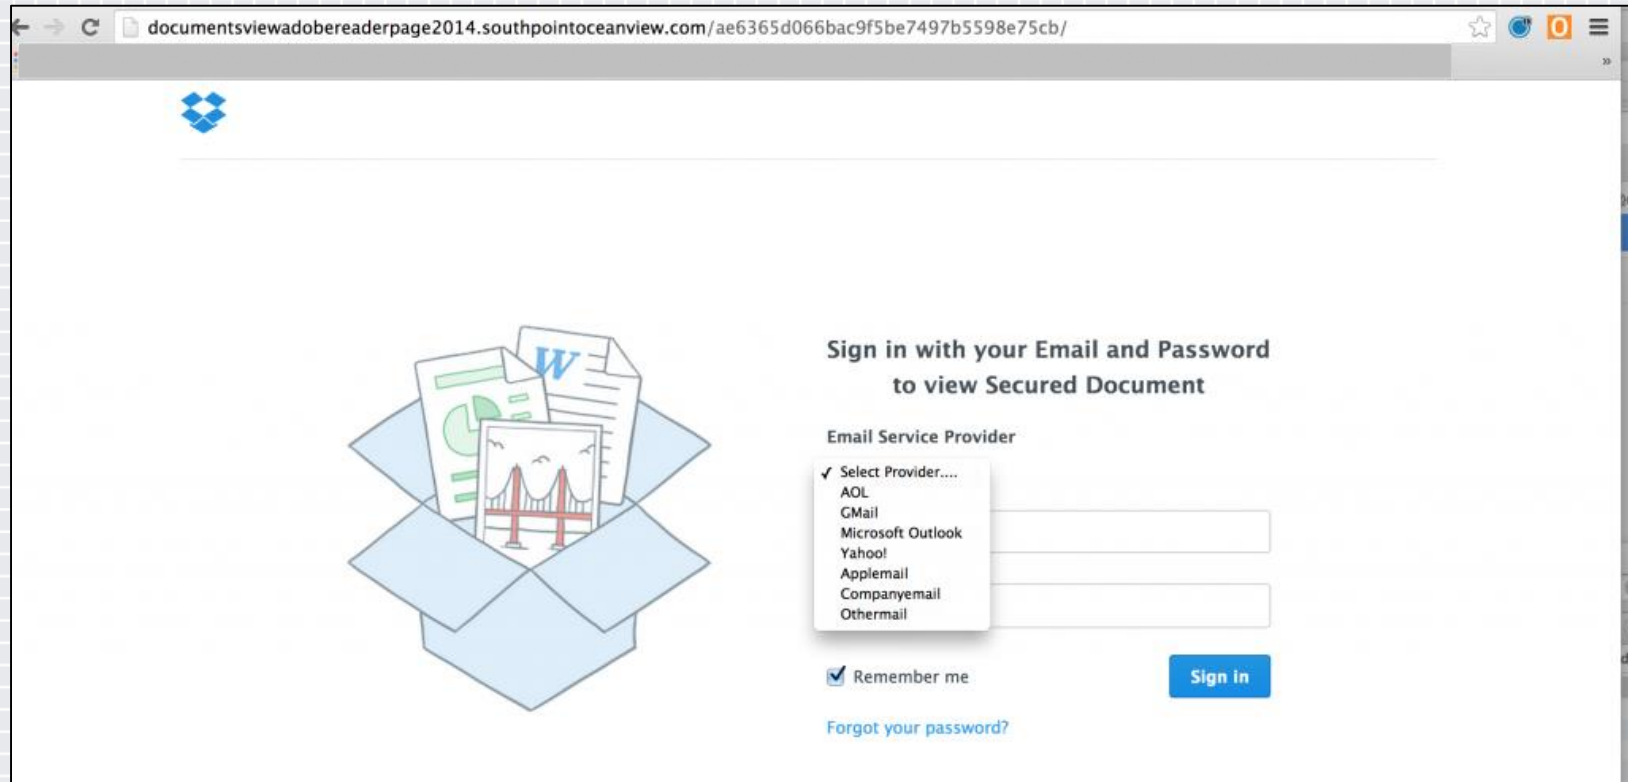 documentsviewadobereaderpage2014.southpointoceanview.com/ae6365d066bac9f5be7497b5598e75cb/
»
W
Sign in with your Email and Password
to view Secured Document
Email Service Provider
✓ Select Provider....
AOL
GMail
Microsoft Outlook
Yahoo!
Applemail
Companyemail
Othermail
Remember me
Sign in
Forgot your password?